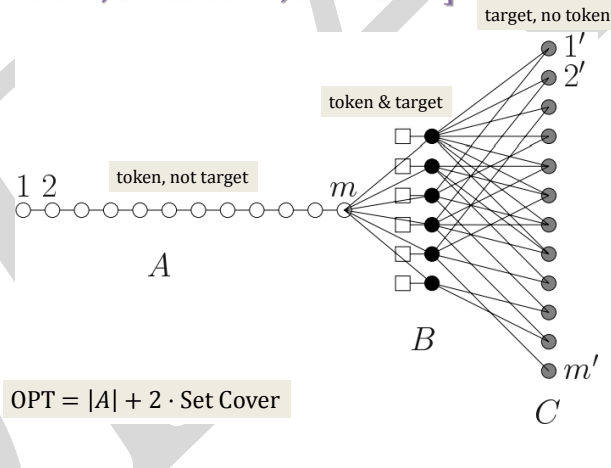 target, no token
1′
2′
token & target
token, not target
1 2
m
A
B
m′
OPT = |A| + 2 · Set Cover
C